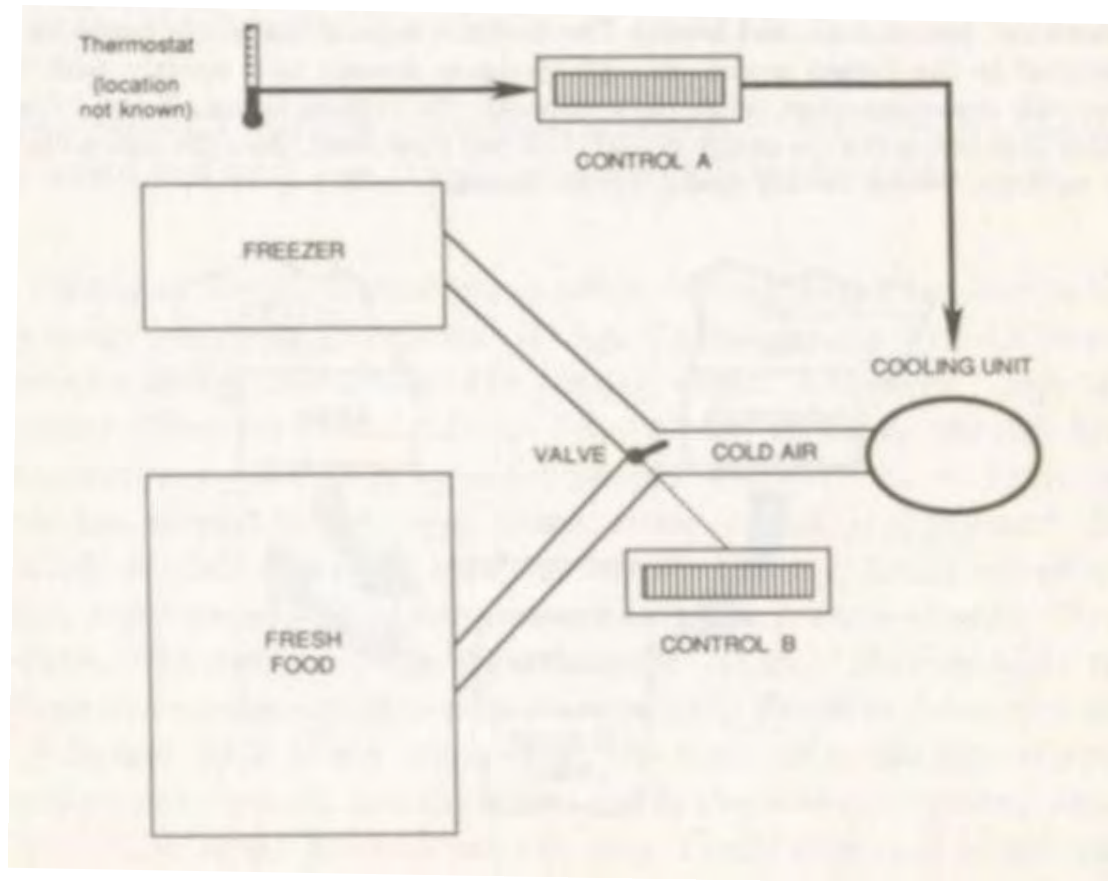 Thermostat
(location
not known)
CONTROL A
FREEZER
COOLING UNIT
VALVE
COLD AIR
FRESH
FOOD
CONTROL B